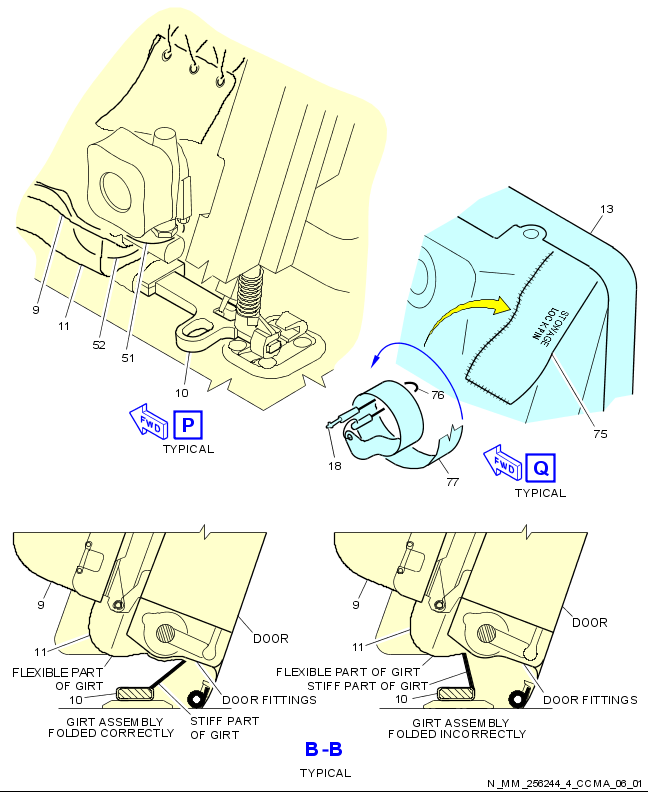 13
9
11
52
51
10
STOWAGE
LOCK PIN
76
75
18
77
FWD
P
TYPICAL
FWD
Q
TYPICAL
9
11
DOOR
FLEXIBLE PART
OF GIRT
10
DOOR FITTINGS
STIFF PART
OF GIRT
GIRT ASSEMBLY
FOLDED CORRECTLY
9
11
DOOR
FLEXIBLE PART OF GIRT
STIFF PART OF GIRT
10
DOOR FITTINGS
GIRT ASSEMBLY
FOLDED INCORRECTLY
B-B
TYPICAL
N_MM_256244_4_CCMA_06_01